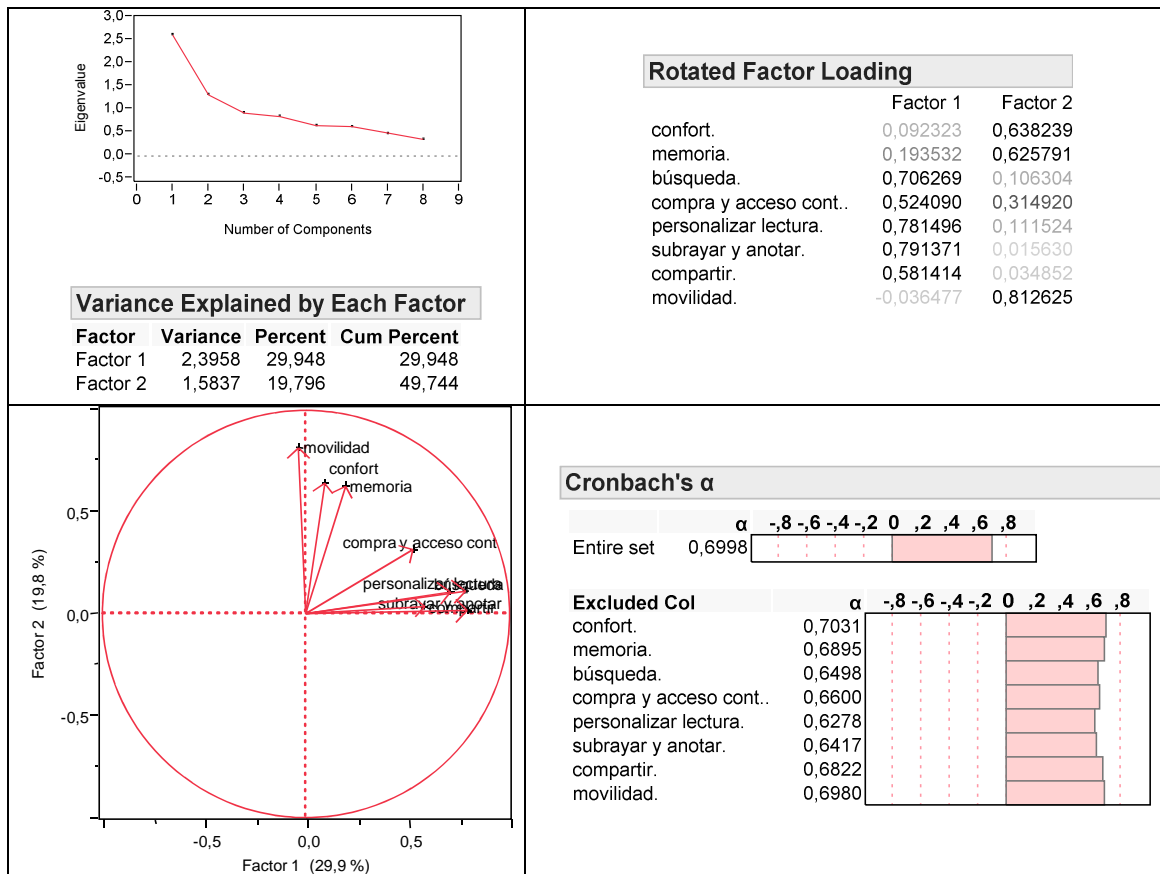 3,0
2,5
2,0
1,5
1,0
0,5
0,0
-0,5
Eigenvalue
0 1 2 3 4 5 6 7 8 9
Number of Components
Variance Explained by Each Factor
Factor Variance Percent Cum Percent
Factor 1 2,3958 29,948 29,948
Factor 2 1,5837 19,796 49,744
Rotated Factor Loading
Factor 1 Factor 2
confort. 0,092323 0,638239
memoria. 0,193532 0,625791
búsqueda. 0,706269 0,106304
compra y acceso cont.. 0,524090 0,314920
personalizar lectura. 0,781496 0,111524
subrayar y anotar. 0,791371 0,015630
compartir. 0,581414 0,034852
movilidad. -0,036477 0,812625
movilidad
confort
memoria
compra y acceso cont
personalizar lectura
búsqueda
subrayar y anotar
compartir
0,5
0,0
-0,5
Factor 2 (19,8 %)
-0,5 0,0 0,5
Factor 1 (29,9 %)
Cronbach's α
α -,8 -,6 -,4 -,2 0 ,2 ,4 ,6 ,8
Entire set 0,6998
Excluded Col α -,8 -,6 -,4 -,2 0 ,2 ,4 ,6 ,8
confort. 0,7031
memoria. 0,6895
búsqueda. 0,6498
compra y acceso cont.. 0,6600
personalizar lectura. 0,6278
subrayar y anotar. 0,6417
compartir. 0,6822
movilidad. 0,6980